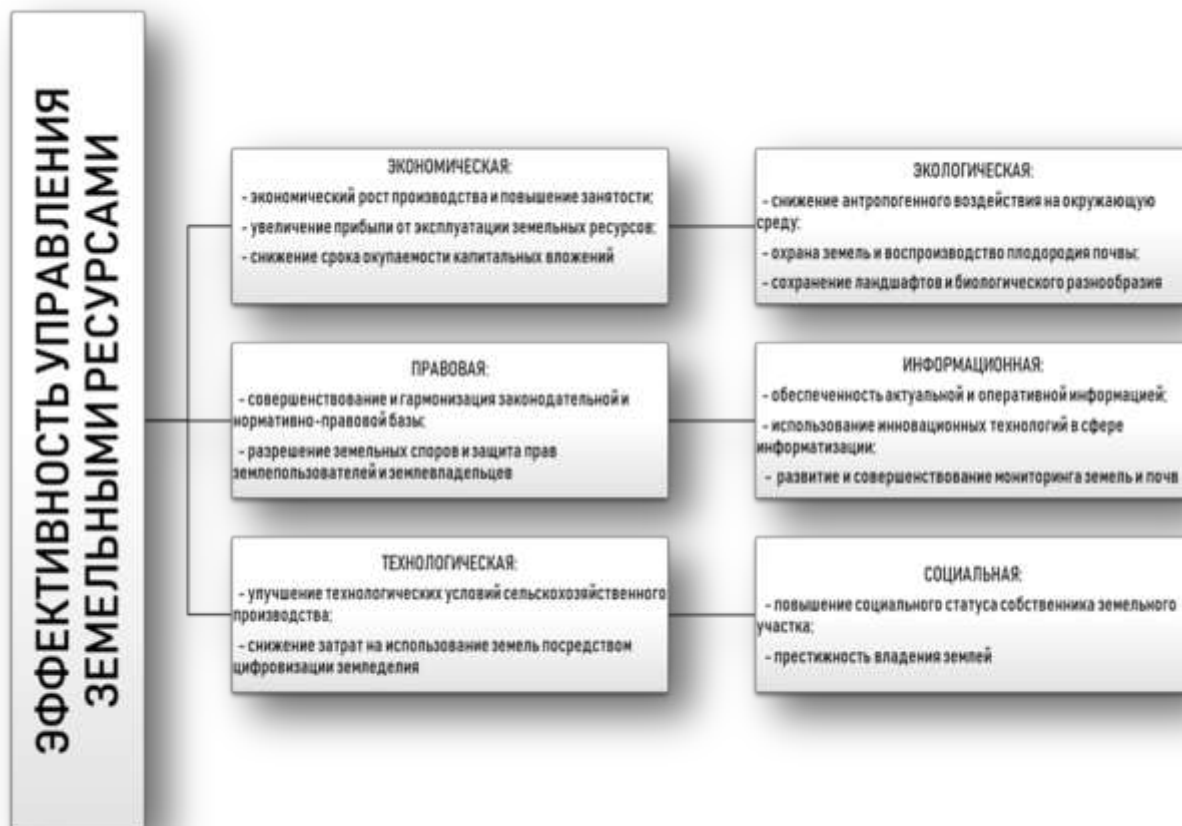 ЭФФЕКТИВНОСТЬ УПРАВЛЕНИЯ
ЗЕМЕЛЬНЫМИ РЕСУРСАМИ
ЭКОНОМИЧЕСКАЯ:
- экономический рост производства и повышение занятости;
- увеличение прибыли от эксплуатации земельных ресурсов;
- снижение срока окупаемости капитальных вложений
ЭКОЛОГИЧЕСКАЯ:
- снижение антропогенного воздействия на окружающую
среду;
- охрана земель и воспроизводство плодородия почвы;
- сохранение ландшафтов и биологического разнообразия
ПРАВОВАЯ:
- совершенствование и гармонизация законодательной и
нормативно-правовой базы;
- разрешение земельных споров и защита прав
землепользователей и землевладельцев
ИНФОРМАЦИОННАЯ:
- обеспеченность актуальной и оперативной информацией;
- использование инновационных технологий в сфере
информатизации;
- развитие и совершенствование мониторинга земель и почв
ТЕХНОЛОГИЧЕСКАЯ:
- улучшение технологических условий сельскохозяйственного
производства;
- снижение затрат на использование земель посредством
цифровизации земледелия
СОЦИАЛЬНАЯ:
- повышение социального статуса собственника земельного
участка;
- престижность владения землей